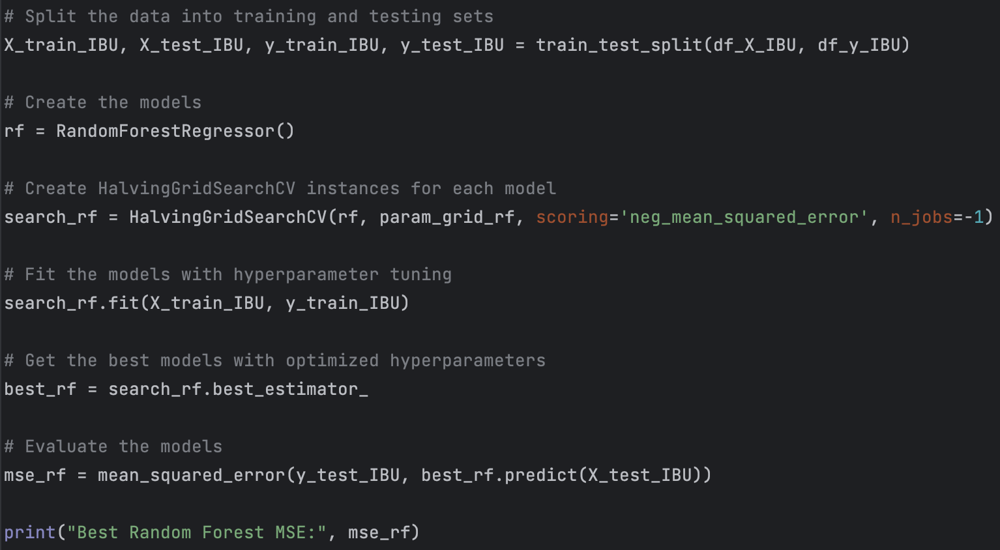 # Split the data into training and testing sets
X_train_IBU, X_test_IBU, y_train_IBU, y_test_IBU = train_test_split(df_X_IBU, df_y_IBU)
# Create the models
rf = RandomForestRegressor()
# Create HalvingGridSearchCV instances for each model
search_rf = HalvingGridSearchCV(rf, param_grid_rf, scoring='neg_mean_squared_error', n_jobs=-1)
# Fit the models with hyperparameter tuning
search_rf.fit(X_train_IBU, y_train_IBU)
# Get the best models with optimized hyperparameters
best_rf = search_rf.best_estimator_
# Evaluate the models
mse_rf = mean_squared_error(y_test_IBU, best_rf.predict(X_test_IBU))
print("Best Random Forest MSE:", mse_rf)